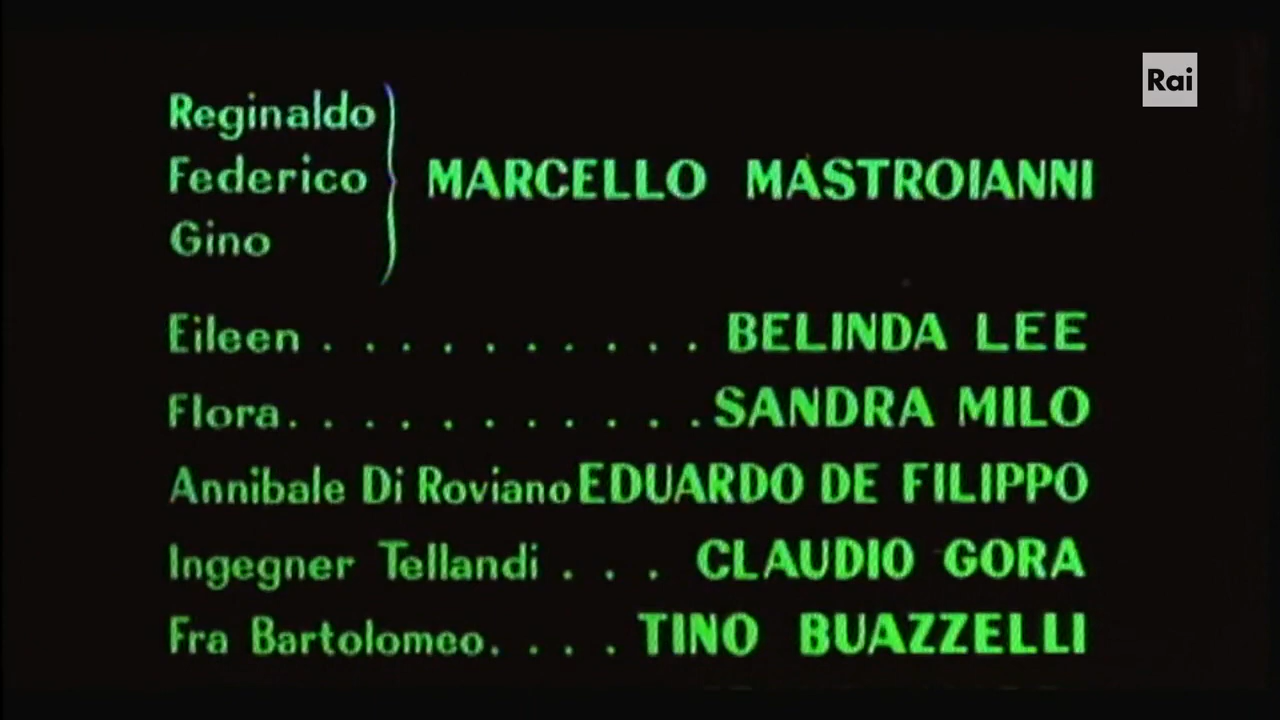 Rai
Reginaldo
Federico MARCELLO MASTROIANNI
Gino
Eileen . . . . . . . . . . BELINDA LEE
Flora. . . . . . . . . . . SANDRA MILO
Annibale Di Roviano EDUARDO DE FILIPPO
Ingegner Tellandi . . . CLAUDIO GORA
Fra Bartolomeo. . . . TINO BUAZZELLI